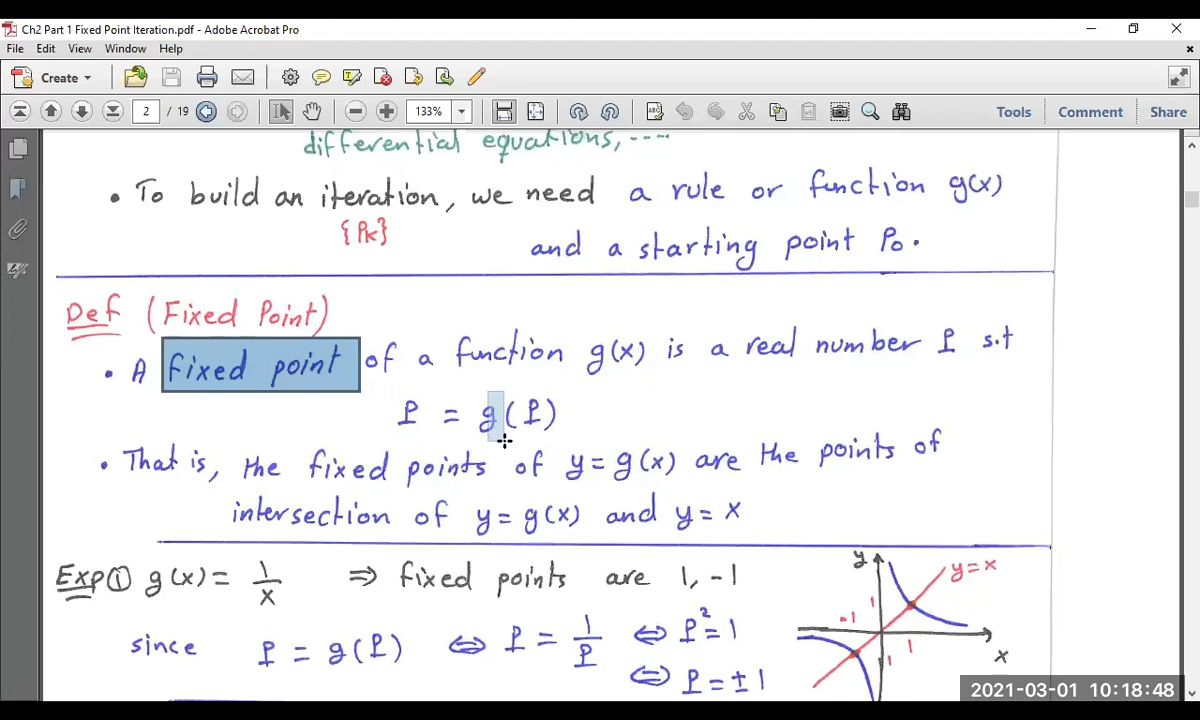 Ch2 Part 1 Fixed Point Iteration.pdf - Adobe Acrobat Pro
File Edit View Window Help
Create
2 / 19 133% Tools Comment Share
differential equations, ....
• To build an iteration, we need a rule or function g(x)
{Pk}
and a starting point P0.
Def (Fixed Point)
• A fixed point of a function g(x) is a real number P s.t
P = g(P)
• That is, the fixed points of y = g(x) are the points of
intersection of y = g(x) and y = x
Exp① g(x) = 1/x ⇒ fixed points are 1, -1
since P = g(P) ⇔ P = 1/P ⇔ P² = 1
⇔ P = ± 1
y y = x
-1 1
1 -1
x
2021-03-01 10:18:48